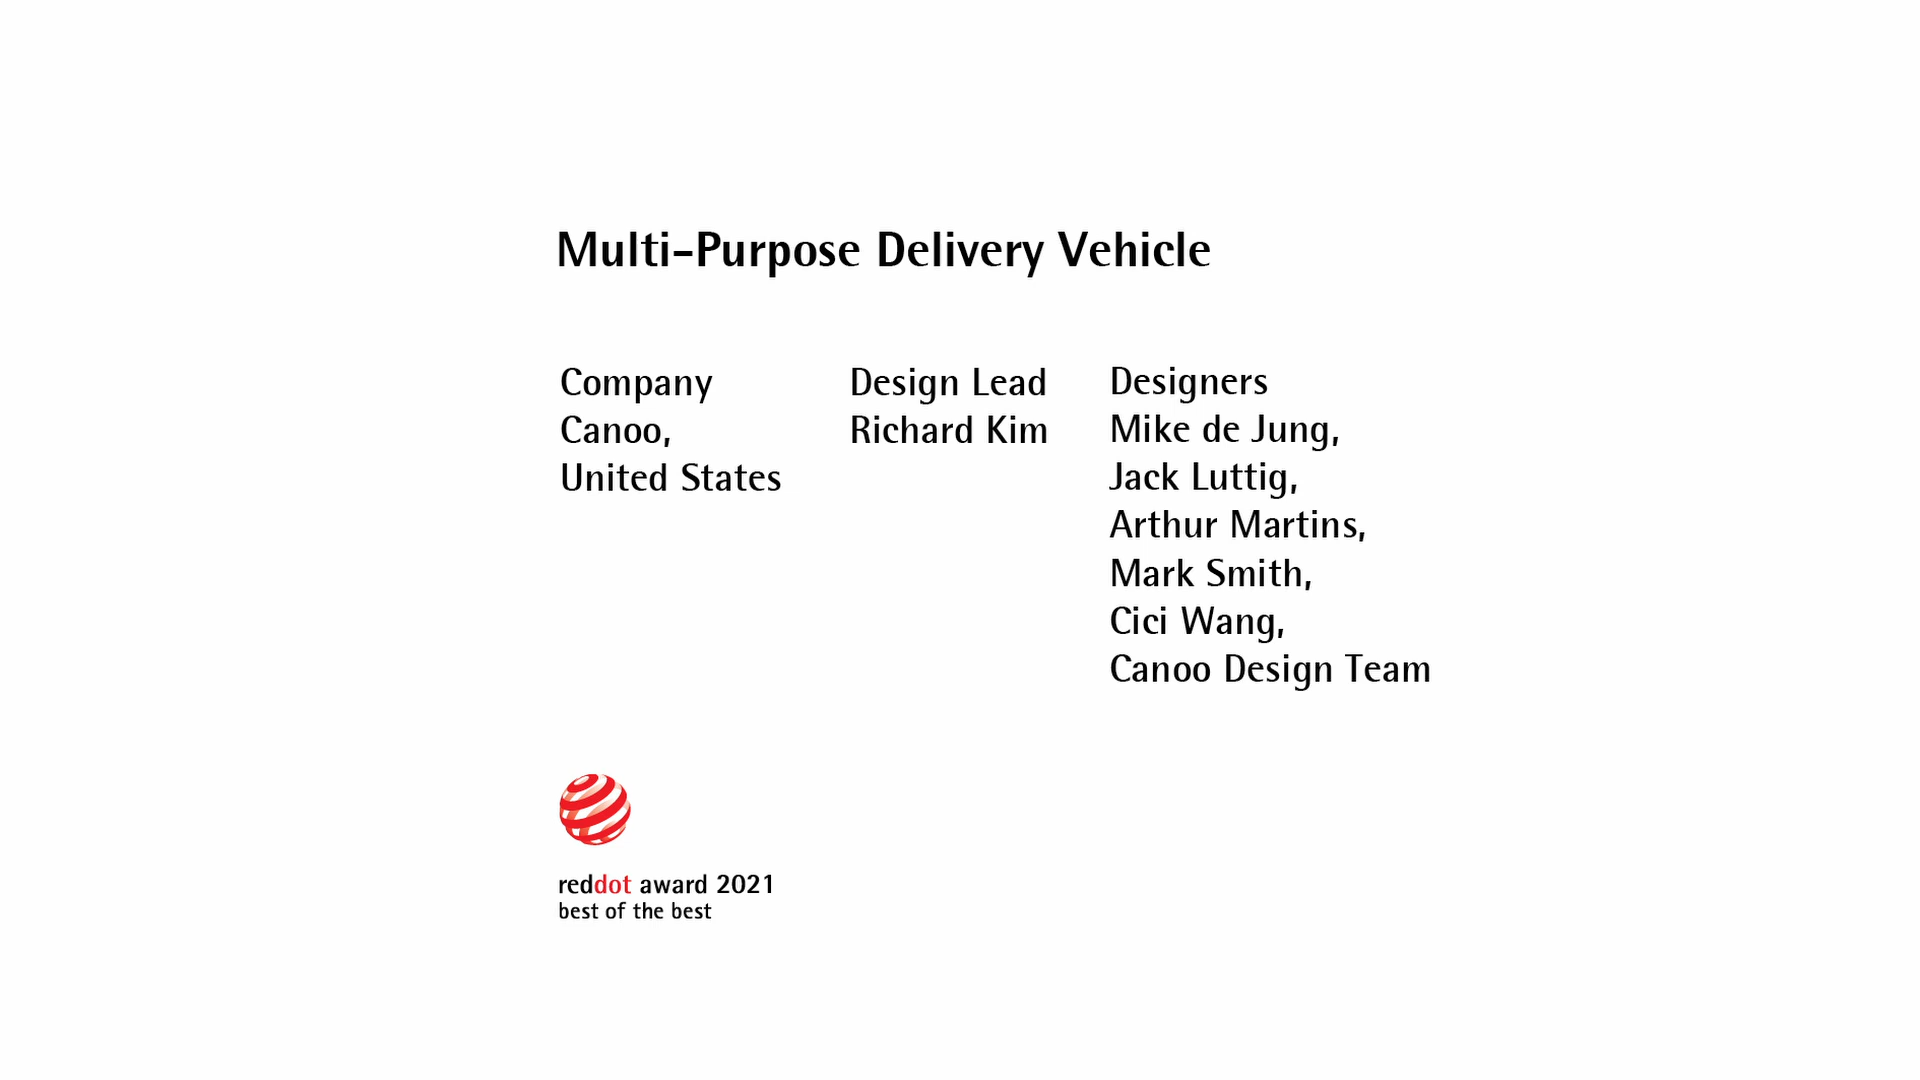 Multi-Purpose Delivery Vehicle
Company
Canoo,
United States
Design Lead
Richard Kim
Designers
Mike de Jung,
Jack Luttig,
Arthur Martins,
Mark Smith,
Cici Wang,
Canoo Design Team
reddot award 2021
best of the best